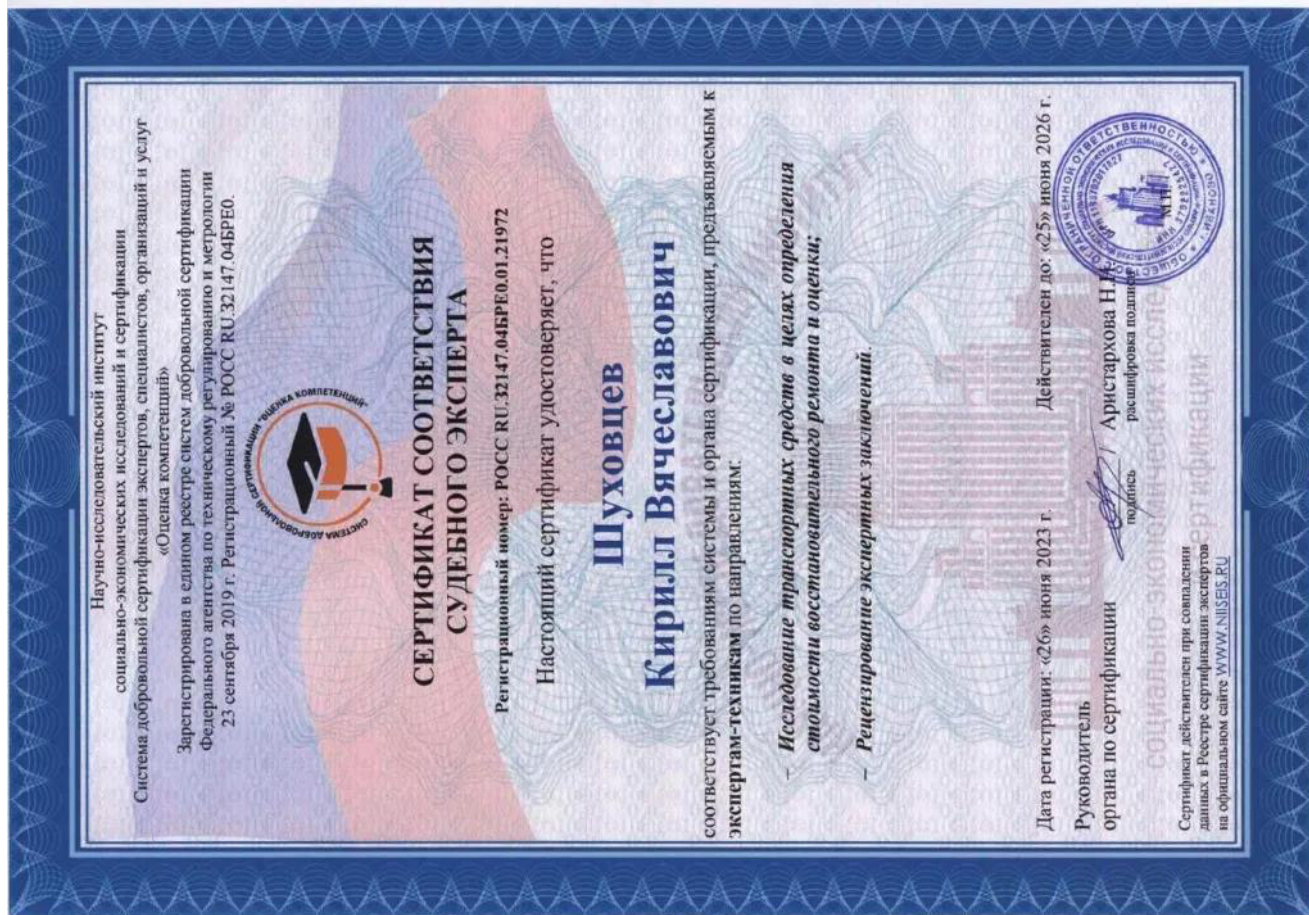 Научно-исследовательский институт
социально-экономических исследований и сертификации
Система добровольной сертификации экспертов, специалистов, организаций и услуг
«Оценка компетенций»
Зарегистрирована в едином реестре систем добровольной сертификации
Федерального агентства по техническому регулированию и метрологии
23 сентября 2019 г. Регистрационный № РОСС RU.32147.04БРЕ0.
СИСТЕМА ДОБРОВОЛЬНОЙ СЕРТИФИКАЦИИ "ОЦЕНКА КОМПЕТЕНЦИЙ"
СЕРТИФИКАТ СООТВЕТСТВИЯ
СУДЕБНОГО ЭКСПЕРТА
Регистрационный номер: РОСС RU.32147.04БРЕ0.01.21972
Настоящий сертификат удостоверяет, что
Шуховцев
Кирилл Вячеславович
соответствует требованиям системы и органа сертификации, предъявляемым к
экспертам-техникам по направлениям:
– Исследование транспортных средств в целях определения
стоимости восстановительного ремонта и оценки;
– Рецензирование экспертных заключений.
Дата регистрации: «26» июня 2023 г. Действителен до: «25» июня 2026 г.
Руководитель
органа по сертификации / Аристархова Н.И.
подпись расшифровка подписи
М.П.
Сертификат действителен при совпадении
данных в Реестре сертификации экспертов
на официальном сайте WWW.NIISEIS.RU